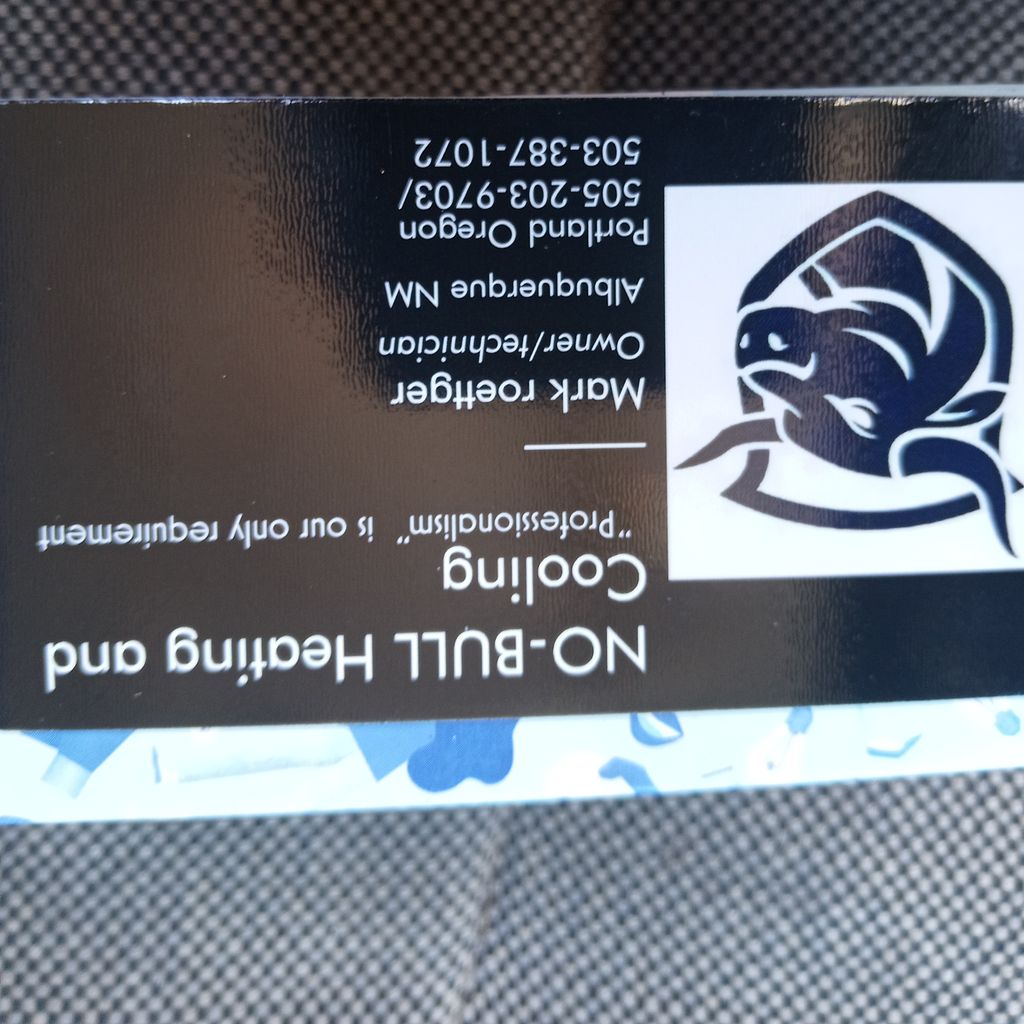 NO-BULL Heating and
Cooling
"Professionalism" is our only requirement
Mark roettger
Owner/technician
Albuquerque NM
Portland Oregon
505-203-9703/
503-387-1072